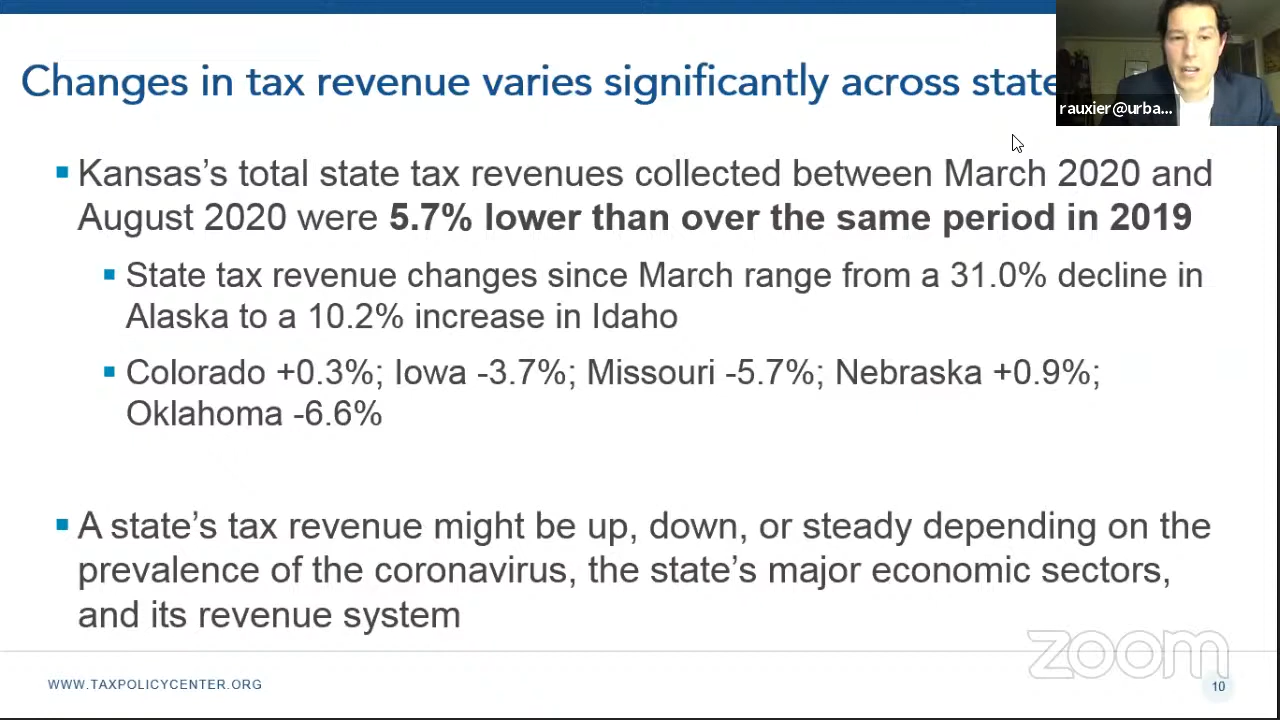 Changes in tax revenue varies significantly across state
rauxier@urba...
Kansas's total state tax revenues collected between March 2020 and
August 2020 were 5.7% lower than over the same period in 2019
State tax revenue changes since March range from a 31.0% decline in
Alaska to a 10.2% increase in Idaho
Colorado +0.3%; Iowa -3.7%; Missouri -5.7%; Nebraska +0.9%;
Oklahoma -6.6%
A state's tax revenue might be up, down, or steady depending on the
prevalence of the coronavirus, the state's major economic sectors,
and its revenue system
zoom
WWW.TAXPOLICYCENTER.ORG
10